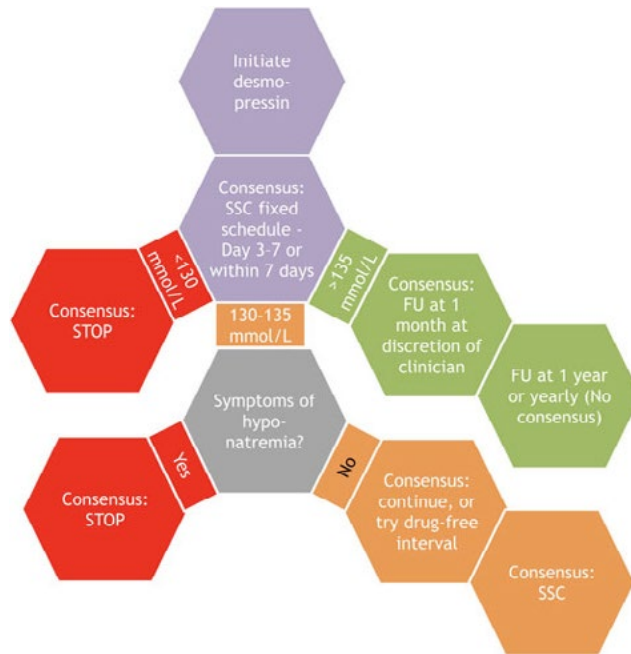 Initiate
desmo-
pressin
Consensus:
SSC fixed
schedule -
Day 3-7 or
within 7 days
<130
mmol/L
>135
mmol/L
130-135
mmol/L
Consensus:
STOP
Consensus:
FU at 1
month at
discretion of
clinician
FU at 1 year
or yearly (No
consensus)
Symptoms of
hypo-
natremia?
Yes
No
Consensus:
STOP
Consensus:
continue, or
try drug-free
interval
Consensus:
SSC